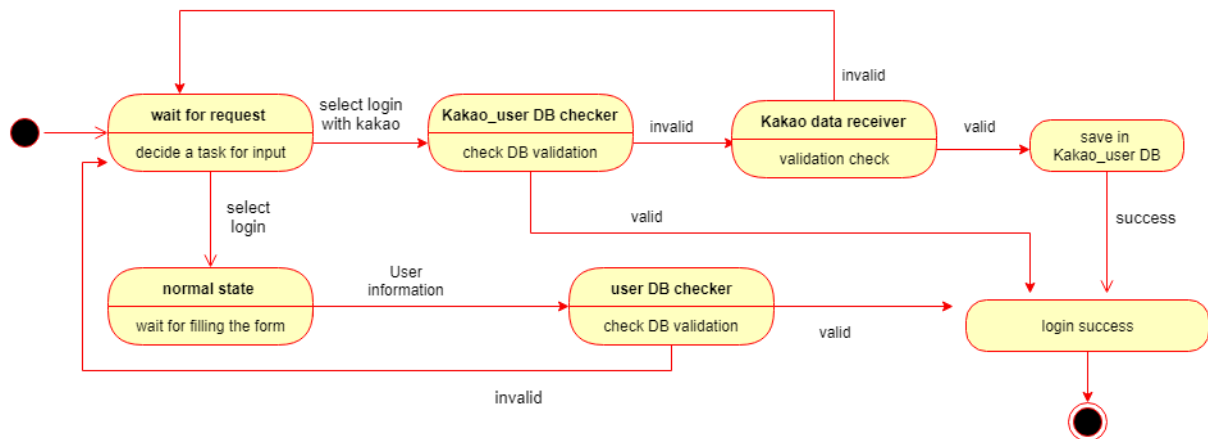 invalid
wait for request
decide a task for input
select login
with kakao
Kakao_user DB checker
check DB validation
invalid
Kakao data receiver
validation check
valid
save in
Kakao_user DB
select
login
valid
success
normal state
wait for filling the form
User
information
user DB checker
check DB validation
valid
login success
invalid